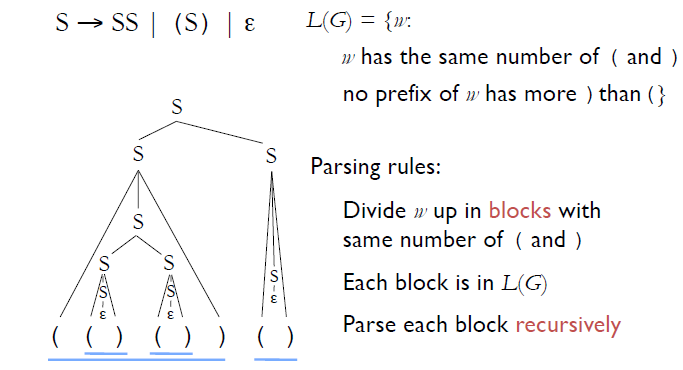 S → SS | (S) | ε
L(G) = {w:
w has the same number of ( and )
no prefix of w has more ) than (}
S
S
S
S
S
S
S
S
S
ε
ε
ε
( ( ) ( ) ) ( )
Parsing rules:
Divide w up in blocks with
same number of ( and )
Each block is in L(G)
Parse each block recursively